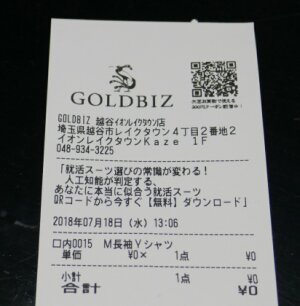 GOLDBIZ
GOLDBIZ 越谷イオンレイクタウン店
埼玉県越谷市レイクタウン4丁目2番地2
イオンレイクタウンKaze 1F
048-934-3225
「就活スーツ選びの常識が変わる!
人工知能が判定する、
あなたに本当に似合う就活スーツ
QRコードから今すぐ【無料】ダウンロード」
2018年07月18日(水) 13:06
内0015 M長袖Yシャツ
単価 ¥0× 1点 ¥0
小計 1点 ¥0
合計 ¥0